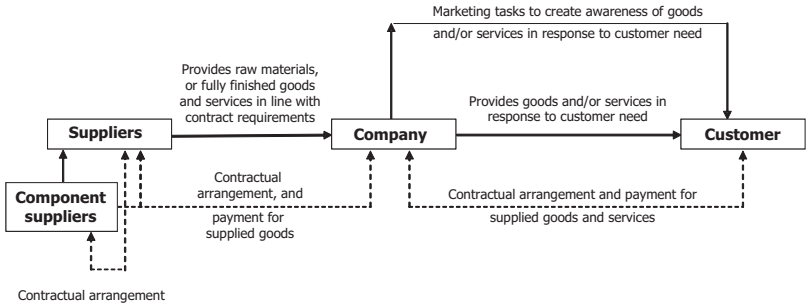 Marketing tasks to create awareness of goods
and/or services in response to customer need
Provides raw materials,
or fully finished goods
and services in line with
contract requirements
Provides goods and/or services in
response to customer need
Suppliers
Company
Customer
Component
suppliers
Contractual
arrangement, and
payment for
supplied goods
Contractual arrangement and payment for
supplied goods and services
Contractual arrangement